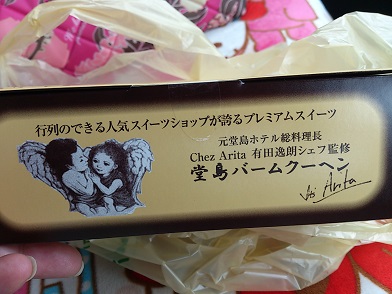 行列のできる人気スイーツショップが誇るプレミアムスイーツ
元堂島ホテル総料理長
Chez Arita 有田逸朗シェフ監修
堂島バームクーヘン
Arita